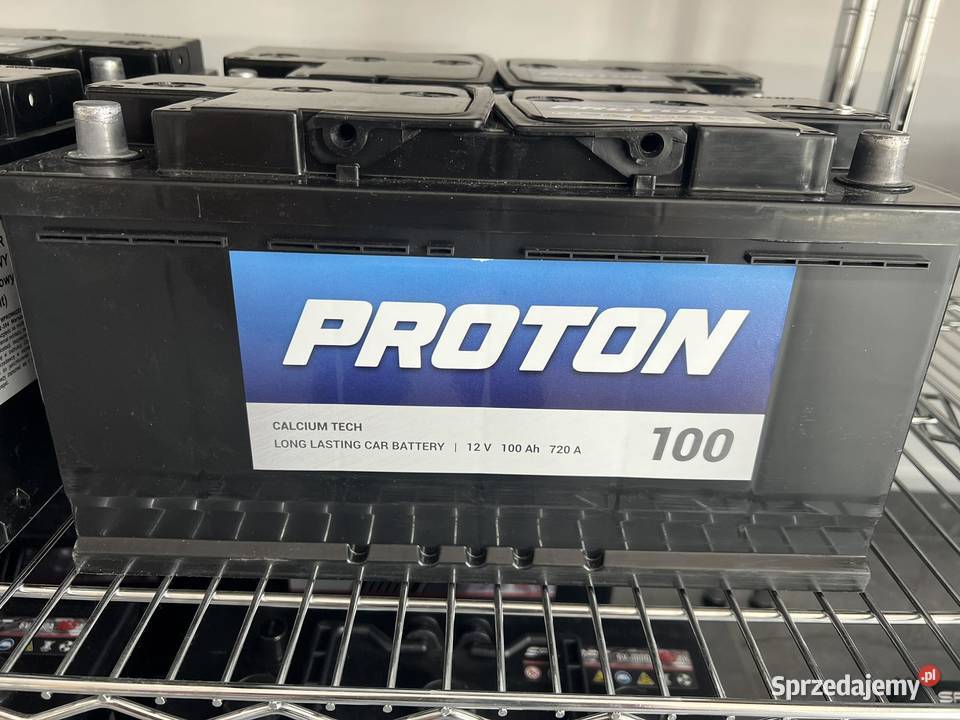 PROTON
CALCIUM TECH
LONG LASTING CAR BATTERY | 12 V 100 Ah 720 A
100
Sprzedajemy.pl